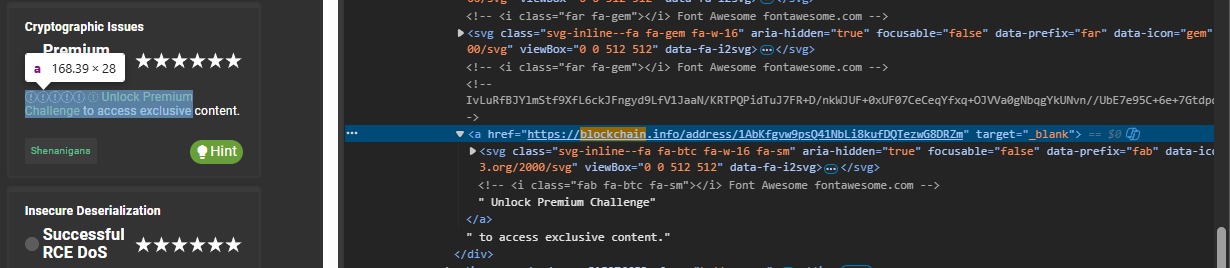 Cryptographic Issues
Premium
a 168.39 × 28
Unlock Premium
Challenge to access exclusive content.
Shenanigans
Hint
Insecure Deserialization
Successful
RCE DoS
<!-- <i class="far fa-gem"></i> Font Awesome fontawesome.com -->
<svg class="svg-inline--fa fa-gem fa-w-16" aria-hidden="true" focusable="false" data-prefix="far" data-icon="gem"
00/svg" viewBox="0 0 512 512" data-fa-i2svg>…</svg>
<!-- <i class="far fa-gem"></i> Font Awesome fontawesome.com -->
<!--
IvLuRfBJYlmStf9XfL6ckJFngyd9LfV1JaaN/KRTPQPidTuJ7FR+D/nkWJUF+0xUF07CeCeqYfxq+OJVVa0gNbqgYkUNvn//UbE7e95C+6e+7Gtdpd
->
… <a href="https://blockchain.info/address/1AbKfgvw9psQ41NbLi8kufDQTezwG8DRZm" target="_blank"> == $0
<svg class="svg-inline--fa fa-btc fa-w-16 fa-sm" aria-hidden="true" focusable="false" data-prefix="fab" data-ico
3.org/2000/svg" viewBox="0 0 512 512" data-fa-i2svg>…</svg>
<!-- <i class="fab fa-btc fa-sm"></i> Font Awesome fontawesome.com -->
" Unlock Premium Challenge"
</a>
" to access exclusive content."
</div>